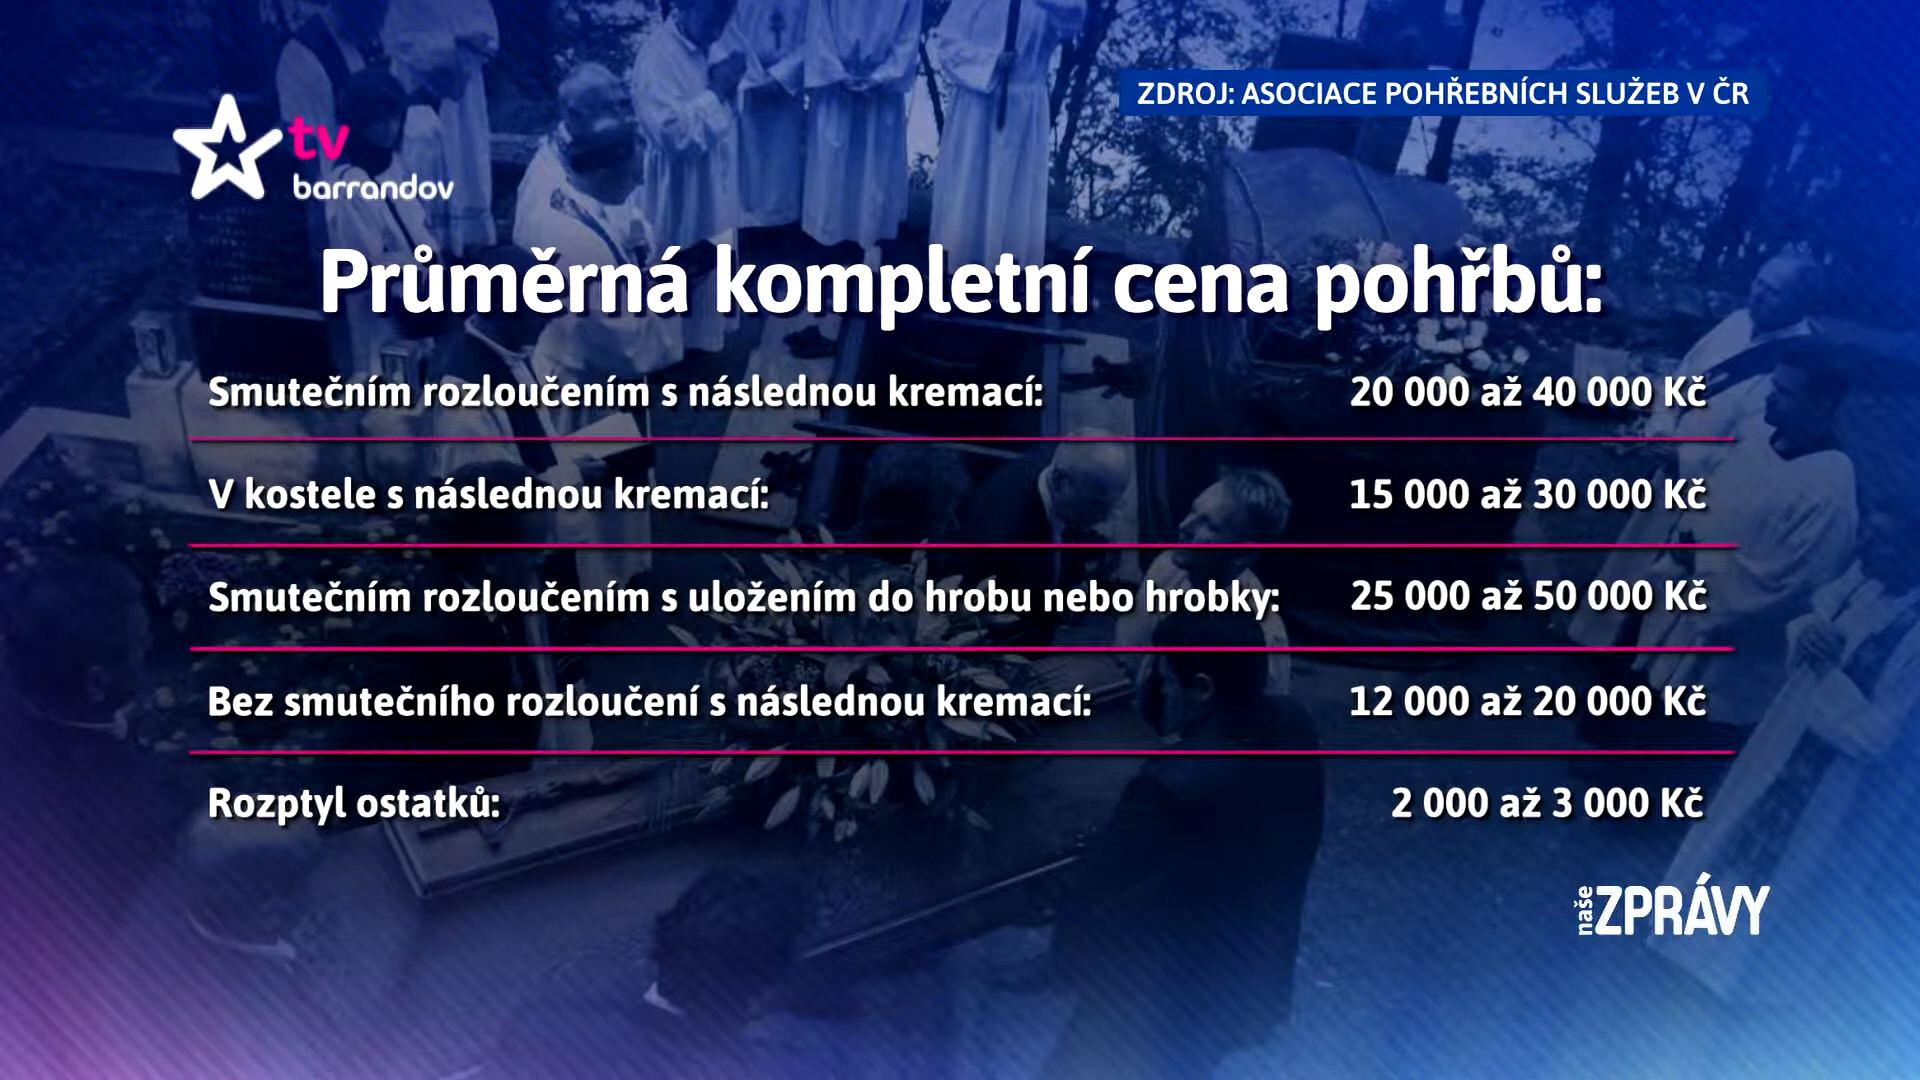 ZDROJ: ASOCIACE POHŘEBNÍCH SLUŽEB V ČR
tv
barrandov
Průměrná kompletní cena pohřbů:
Smutečním rozloučením s následnou kremací: 20 000 až 40 000 Kč
V kostele s následnou kremací: 15 000 až 30 000 Kč
Smutečním rozloučením s uložením do hrobu nebo hrobky: 25 000 až 50 000 Kč
Bez smutečního rozloučení s následnou kremací: 12 000 až 20 000 Kč
Rozptyl ostatků: 2 000 až 3 000 Kč
naše ZPRÁVY